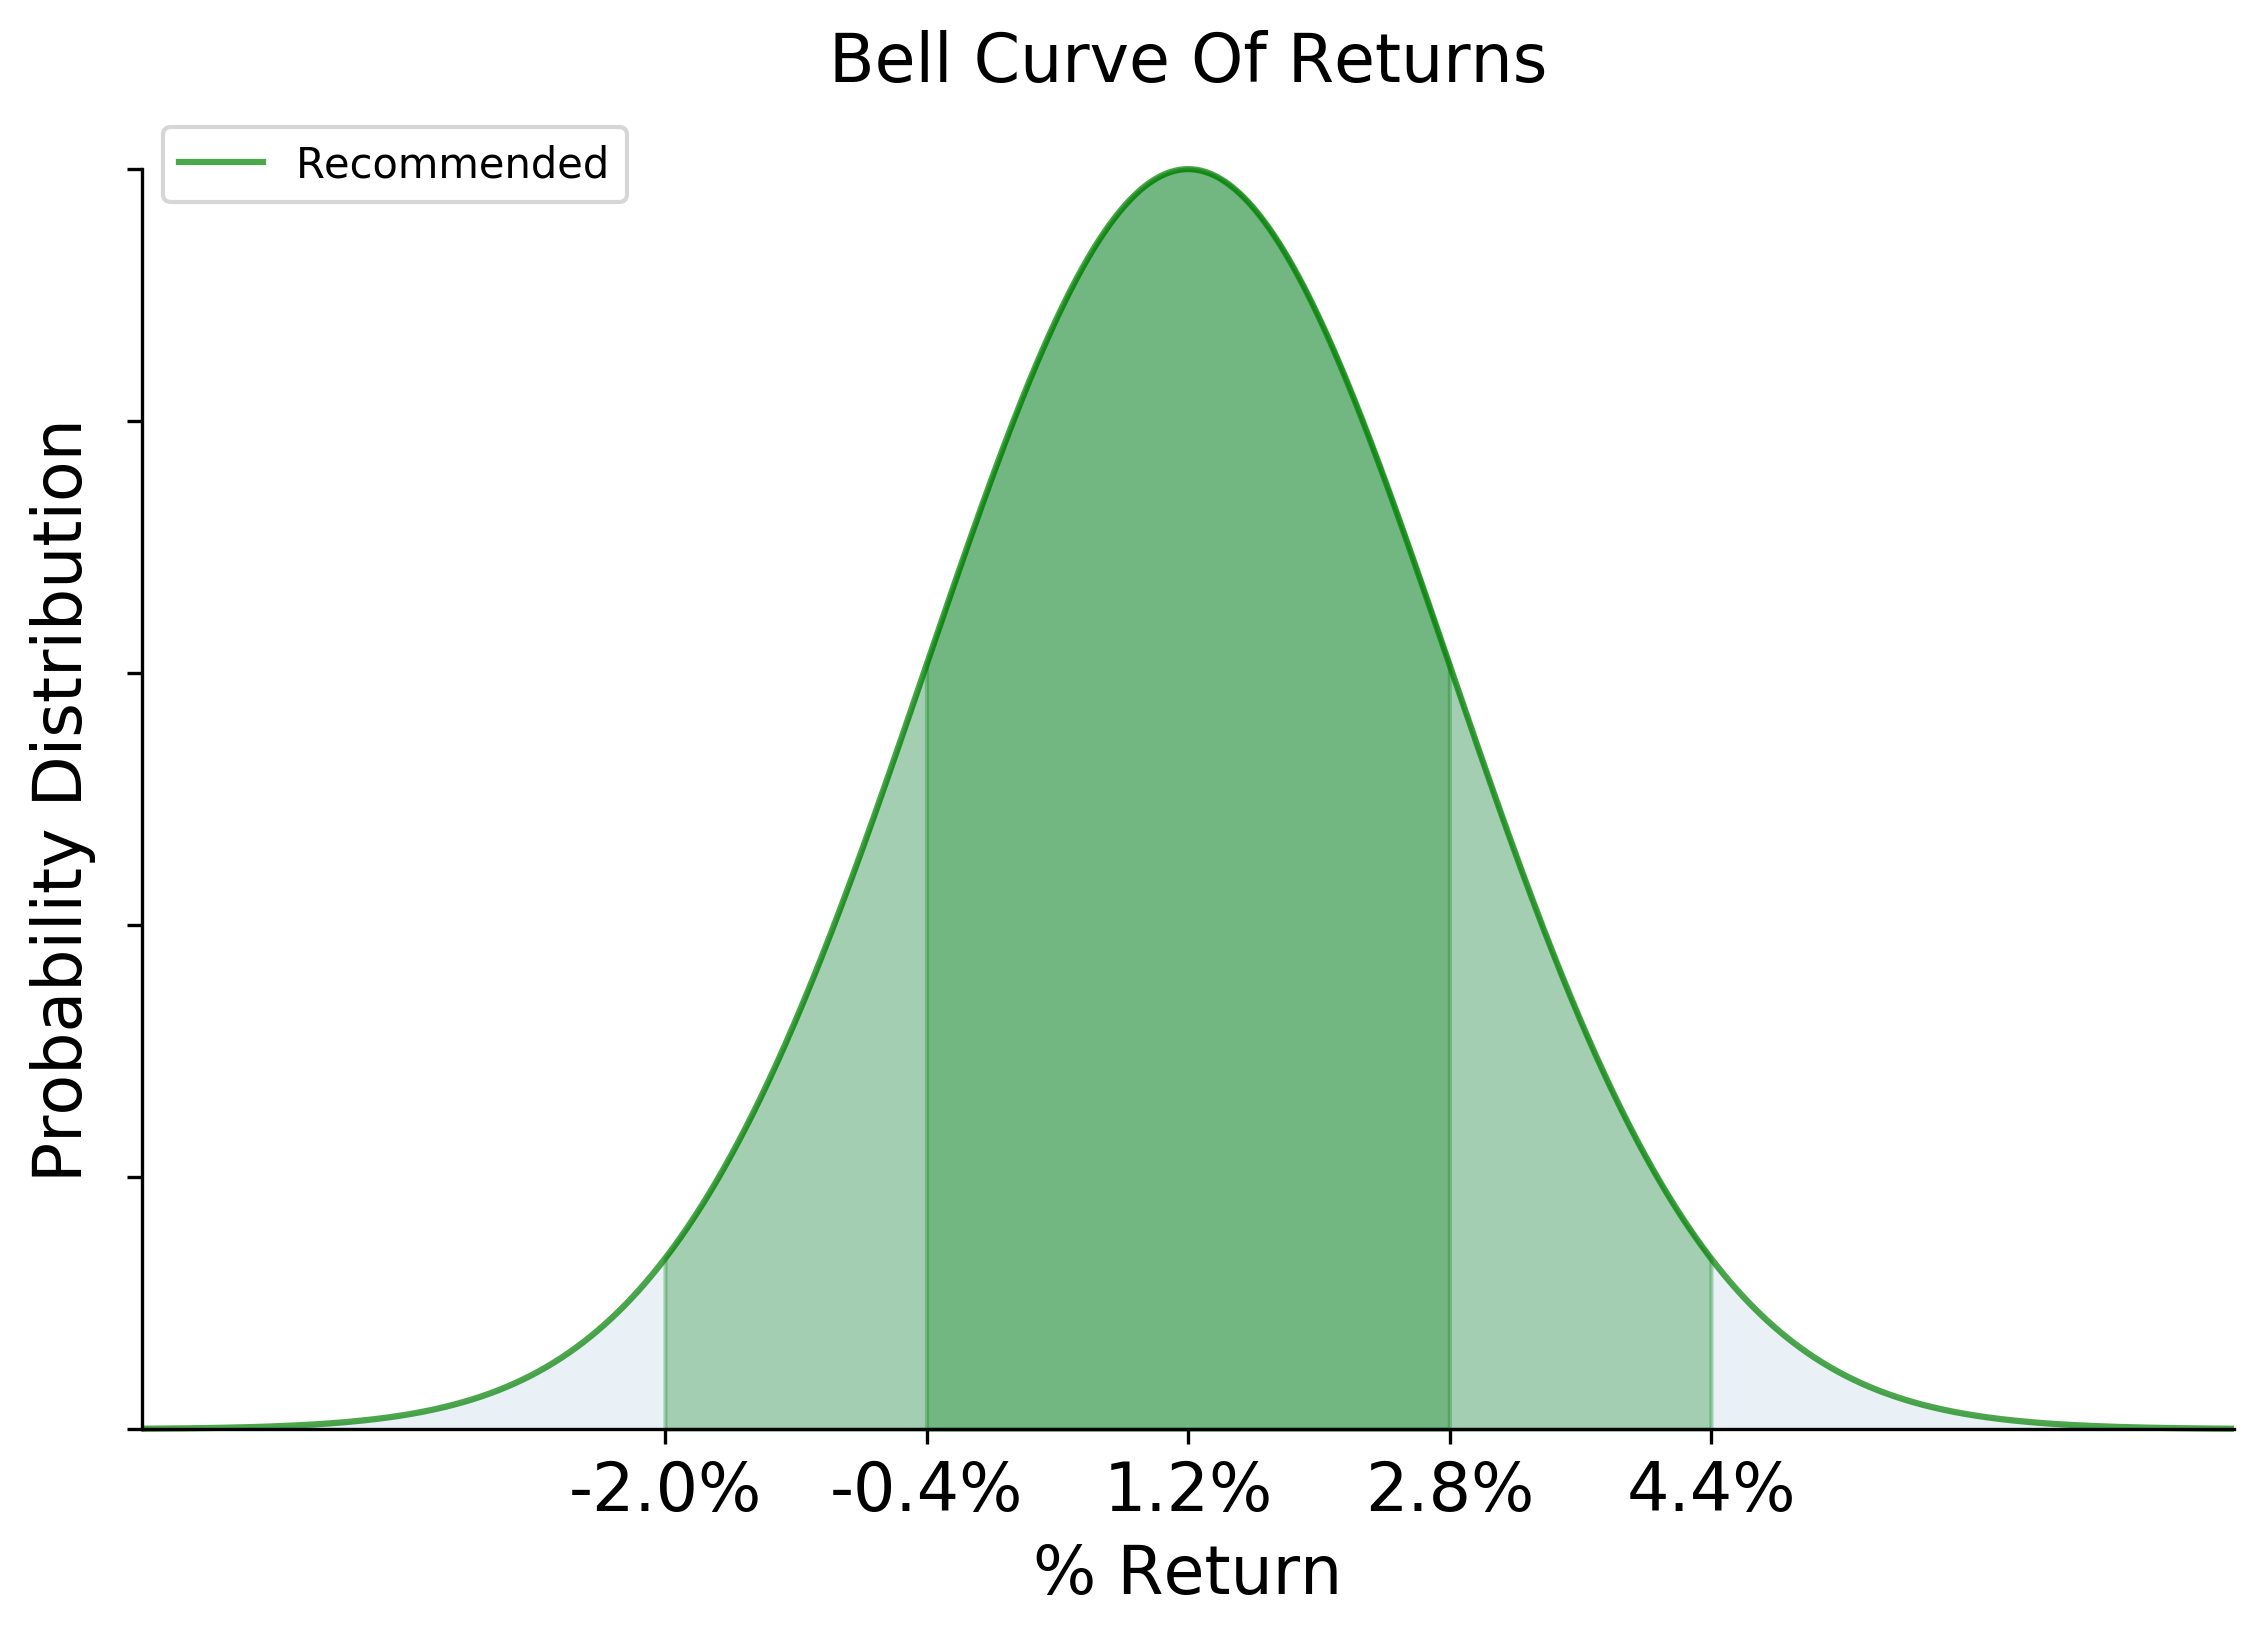 Bell Curve Of Returns
Recommended
Probability Distribution
-2.0% -0.4% 1.2% 2.8% 4.4%
% Return